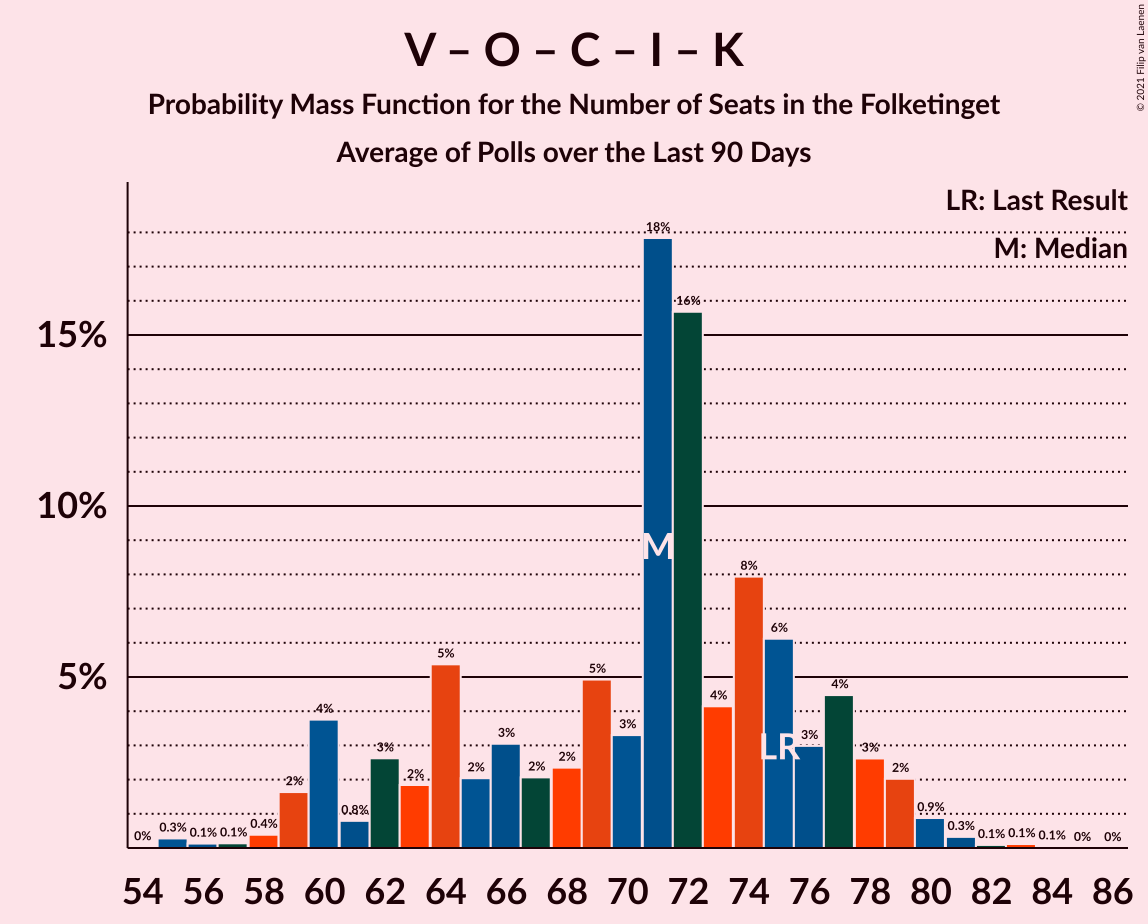 V – O – C – I – K
Probability Mass Function for the Number of Seats in the Folketinget
Average of Polls over the Last 90 Days
© 2021 Filip van Laenen
LR: Last Result
M: Median
15%
10%
5%
0% 0.3% 0.1% 0.1% 0.4% 2% 4% 0.8% 3% 2% 5% 2% 3% 2% 2% 5% 3% 18% 16% 4% 8% 6% 3% 4% 3% 2% 0.9% 0.3% 0.1% 0.1% 0.1% 0% 0%
M
LR
54 56 58 60 62 64 66 68 70 72 74 76 78 80 82 84 86